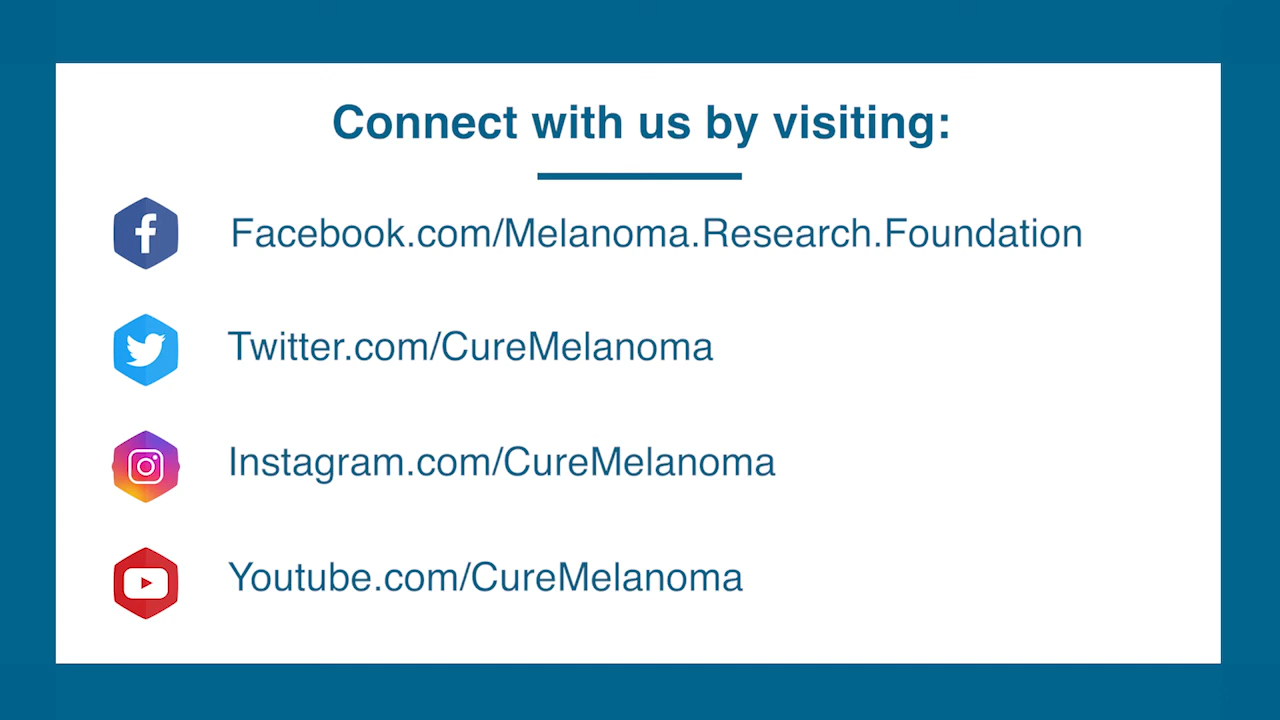 Connect with us by visiting:
Facebook.com/Melanoma.Research.Foundation
Twitter.com/CureMelanoma
Instagram.com/CureMelanoma
Youtube.com/CureMelanoma